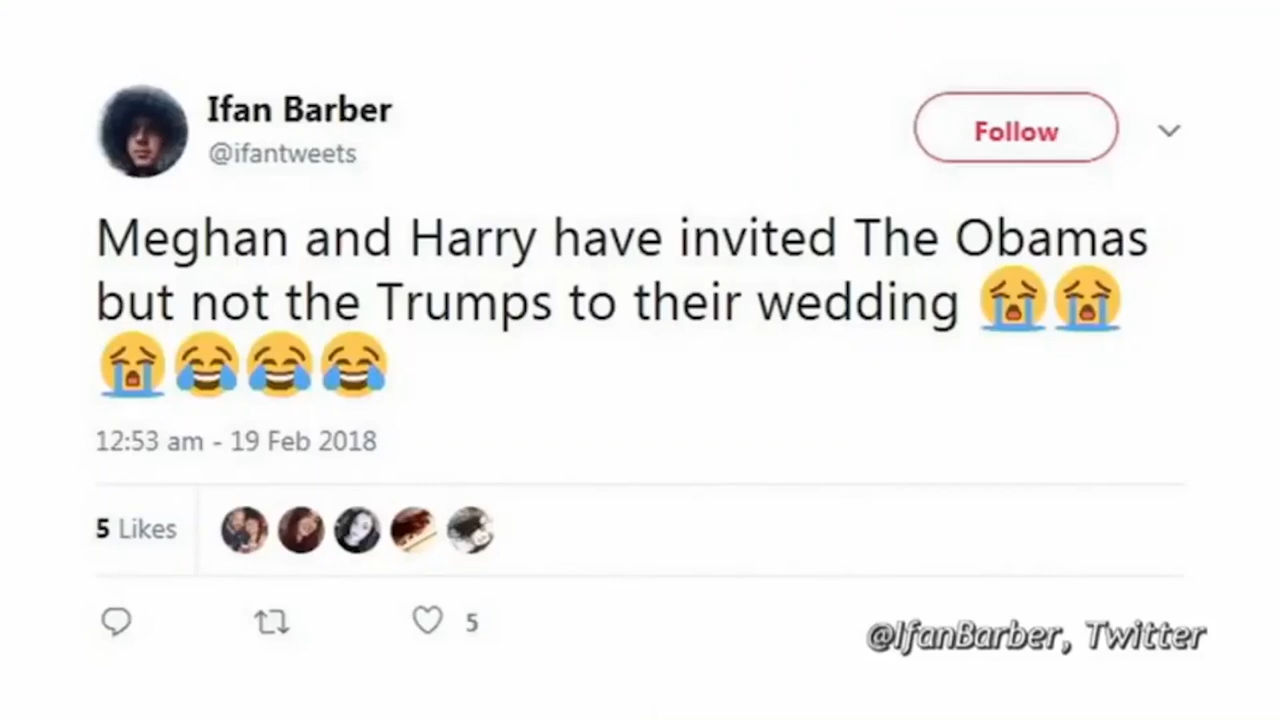 Ifan Barber
@ifantweets
Follow
Meghan and Harry have invited The Obamas
but not the Trumps to their wedding 😭😭
😭😂😂😂
12:53 am - 19 Feb 2018
5 Likes
5
@IfanBarber, Twitter